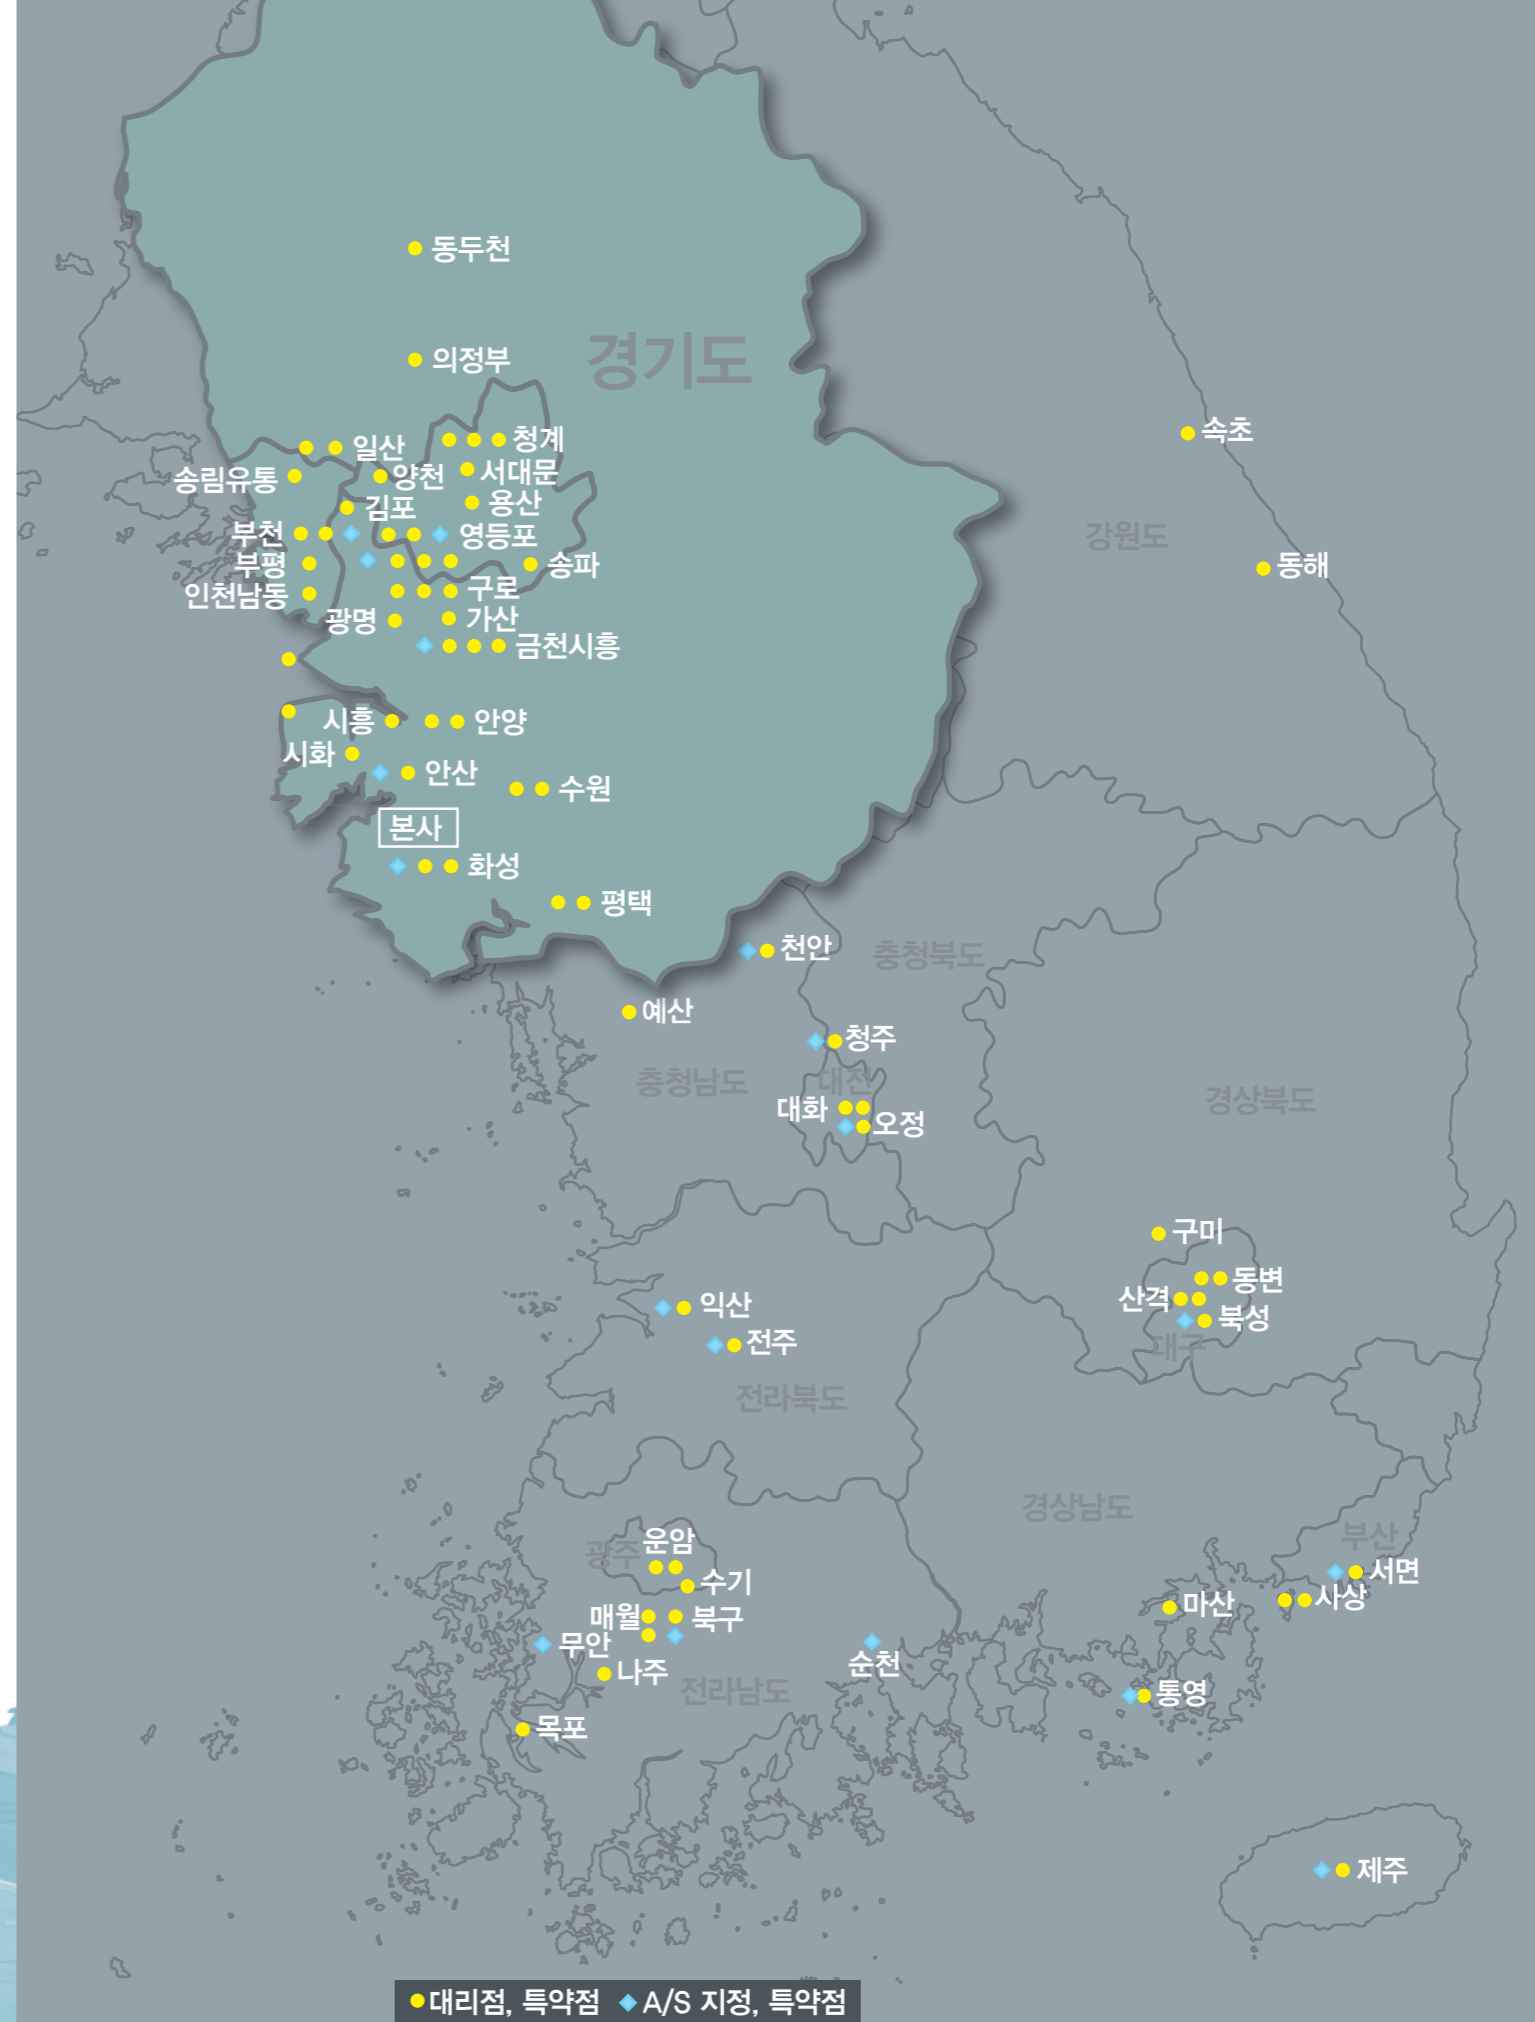 동두천
의정부
경기도
일산
청계
송림유통
양천
서대문
김포
용산
부천
영등포
부평
송파
인천남동
구로
광명
가산
금천시흥
시흥
안양
시화
안산
수원
본사
화성
평택
속초
강원도
동해
천안
충청북도
예산
청주
충청남도
대전
대화
오정
경상북도
구미
동변
산격
북성
대구
익산
전주
전라북도
경상남도
부산
운암
광주
수기
서면
사상
마산
매월
북구
무안
나주
순천
전라남도
통영
목포
제주
대리점, 특약점 A/S 지정, 특약점